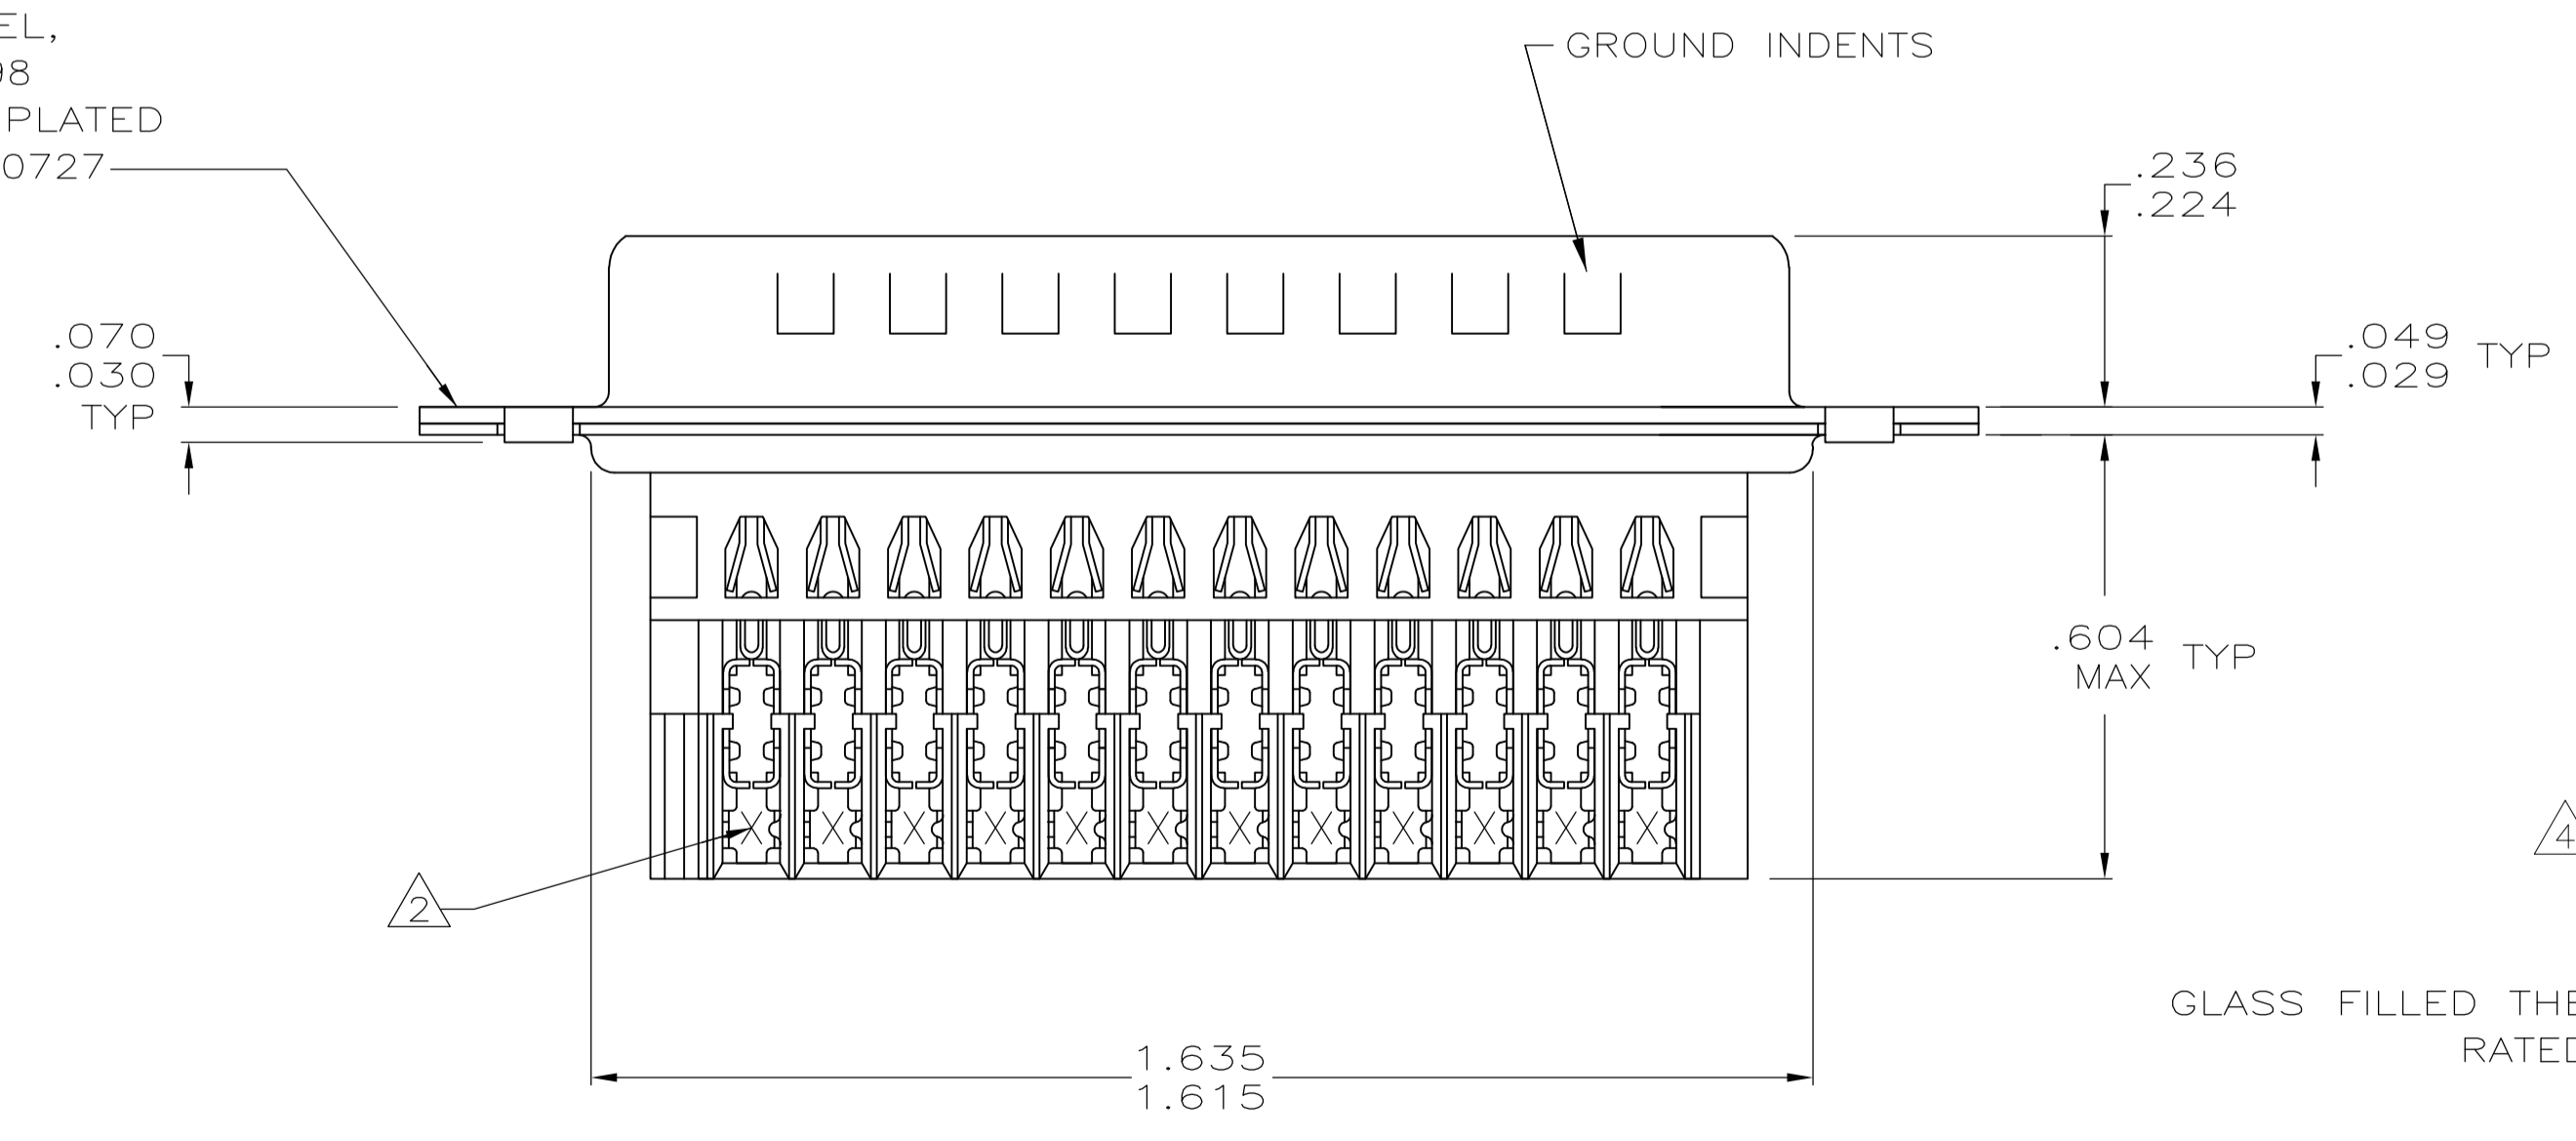 EL,
98
PLATED
0727
GROUND INDENTS
.236
.224
.070
.030
TYP
.049
.029
TYP
.604
MAX
TYP
2
4
GLASS FILLED THE
RATED
1.635
1.615
X X X X X X X X X X X X